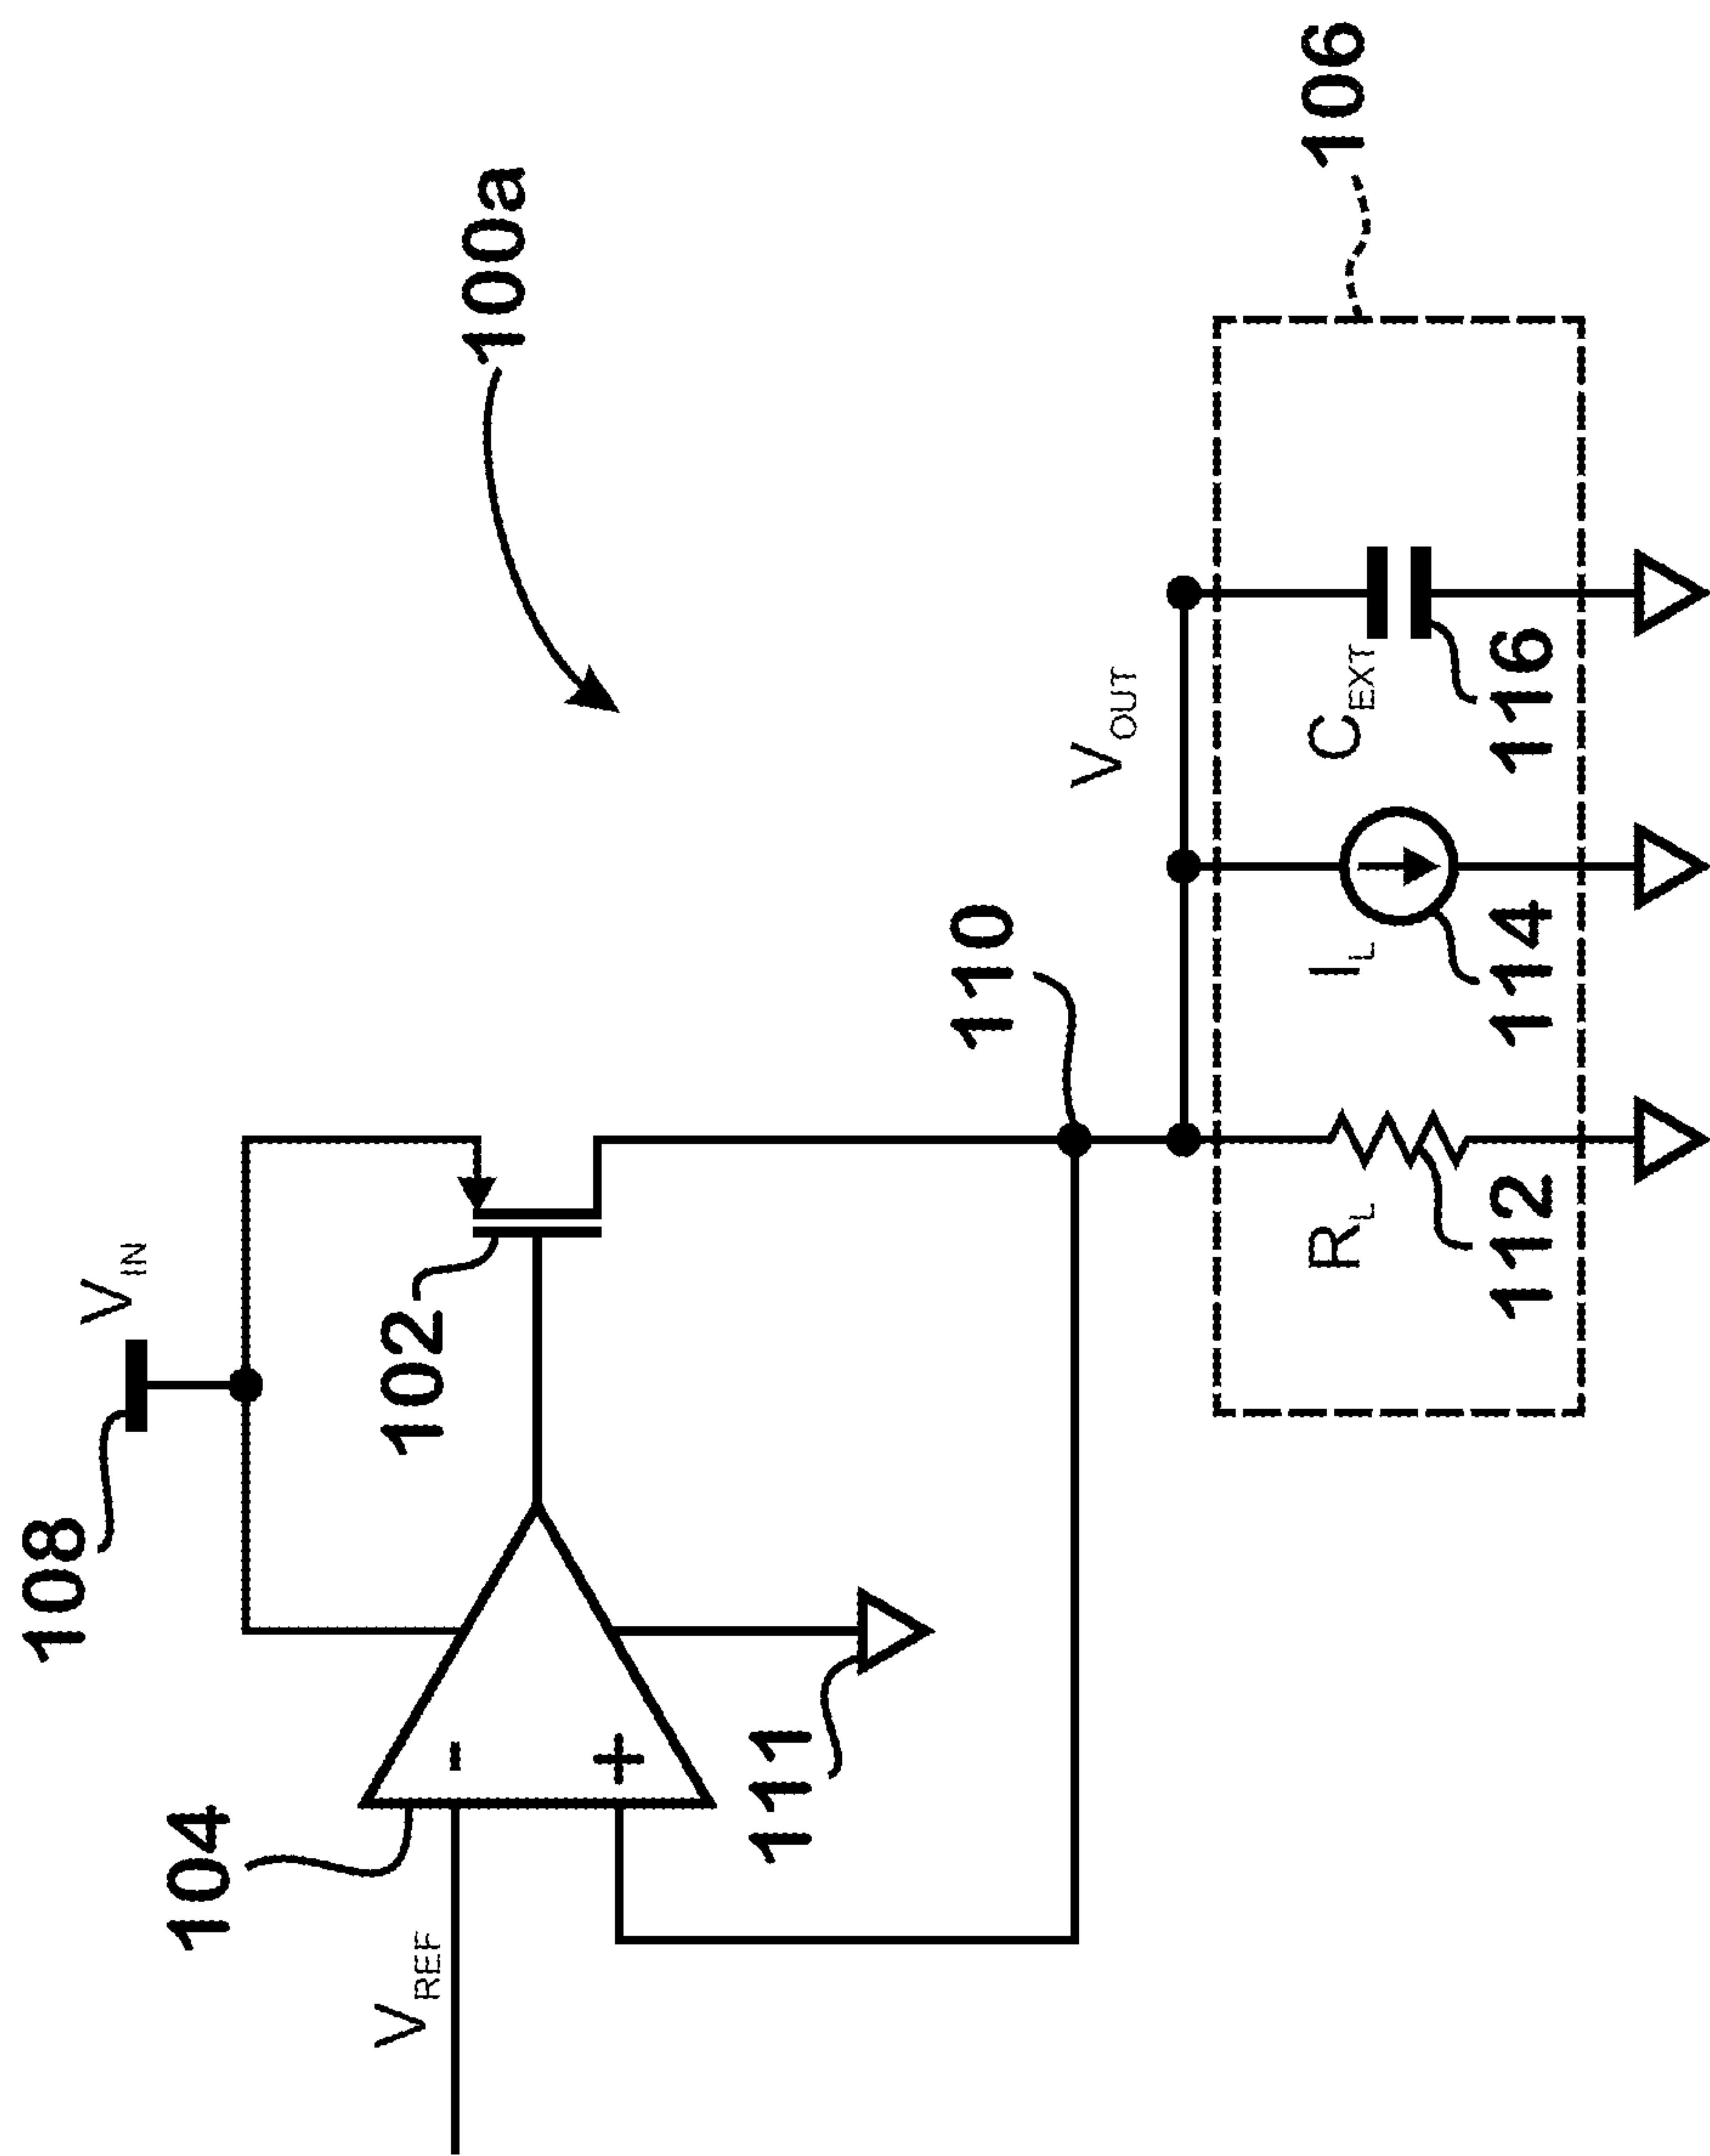 108
V_IN
104
V_REF
-
+
102
111
100a
110
V_OUT
106
R_L
112
I_L
114
C_EXT
116